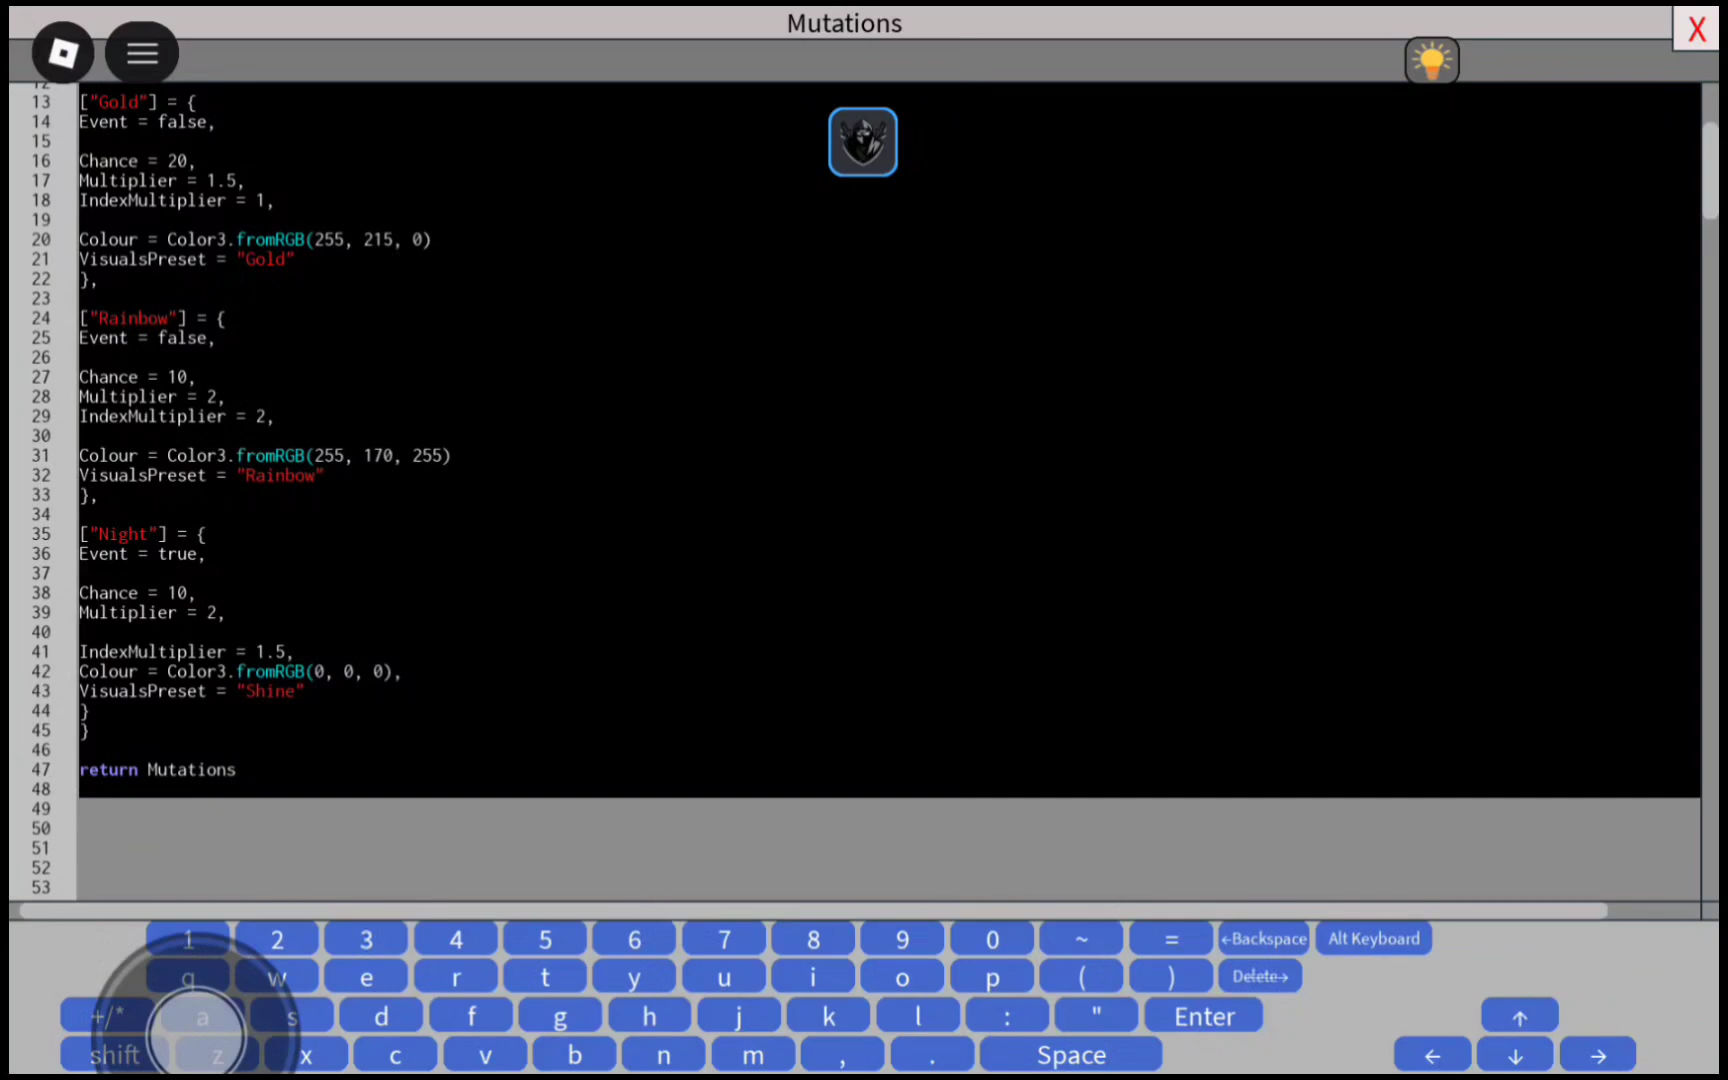 Mutations
X
12
13 ["Gold"] = {
14 Event = false,
15
16 Chance = 20,
17 Multiplier = 1.5,
18 IndexMultiplier = 1,
19
20 Colour = Color3.fromRGB(255, 215, 0)
21 VisualsPreset = "Gold"
22 },
23
24 ["Rainbow"] = {
25 Event = false,
26
27 Chance = 10,
28 Multiplier = 2,
29 IndexMultiplier = 2,
30
31 Colour = Color3.fromRGB(255, 170, 255)
32 VisualsPreset = "Rainbow"
33 },
34
35 ["Night"] = {
36 Event = true,
37
38 Chance = 10,
39 Multiplier = 2,
40
41 IndexMultiplier = 1.5,
42 Colour = Color3.fromRGB(0, 0, 0),
43 VisualsPreset = "Shine"
44 }
45 }
46
47 return Mutations
48
49
50
51
52
53
1 2 3 4 5 6 7 8 9 0 ~ = ←Backspace Alt Keyboard
q w e r t y u i o p ( ) Delete→
+/* a s d f g h j k l : " Enter ↑
shift z x c v b n m , . Space ← ↓ →